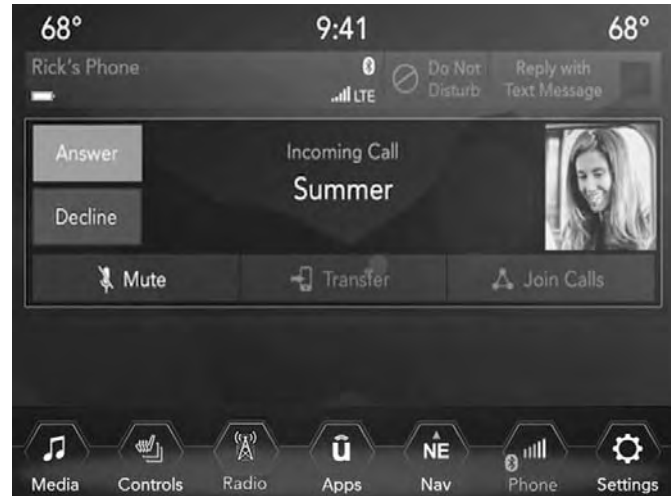 68° 9:41 68°
Rick's Phone
LTE
Do Not
Disturb
Reply with
Text Message
Answer
Incoming Call
Summer
Decline
Mute Transfer Join Calls
û NE
Media Controls Radio Apps Nav Phone Settings